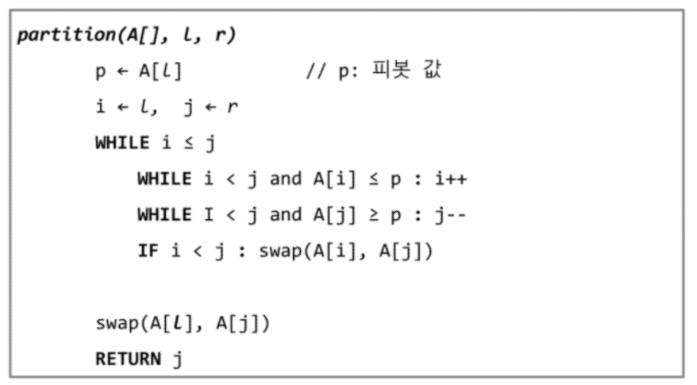 partition(A[], l, r)
p ← A[l] // p: 피봇 값
i ← l, j ← r
WHILE i ≤ j
WHILE i < j and A[i] ≤ p : i++
WHILE I < j and A[j] ≥ p : j--
IF i < j : swap(A[i], A[j])
swap(A[l], A[j])
RETURN j